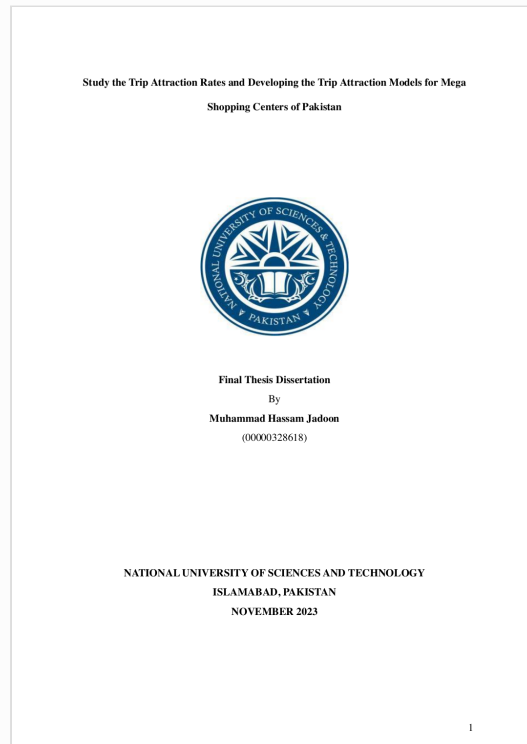 Study the Trip Attraction Rates and Developing the Trip Attraction Models for Mega
Shopping Centers of Pakistan
NATIONAL UNIVERSITY OF SCIENCES & TECHNOLOGY
PAKISTAN
Final Thesis Dissertation
By
Muhammad Hassam Jadoon
(00000328618)
NATIONAL UNIVERSITY OF SCIENCES AND TECHNOLOGY
ISLAMABAD, PAKISTAN
NOVEMBER 2023
1